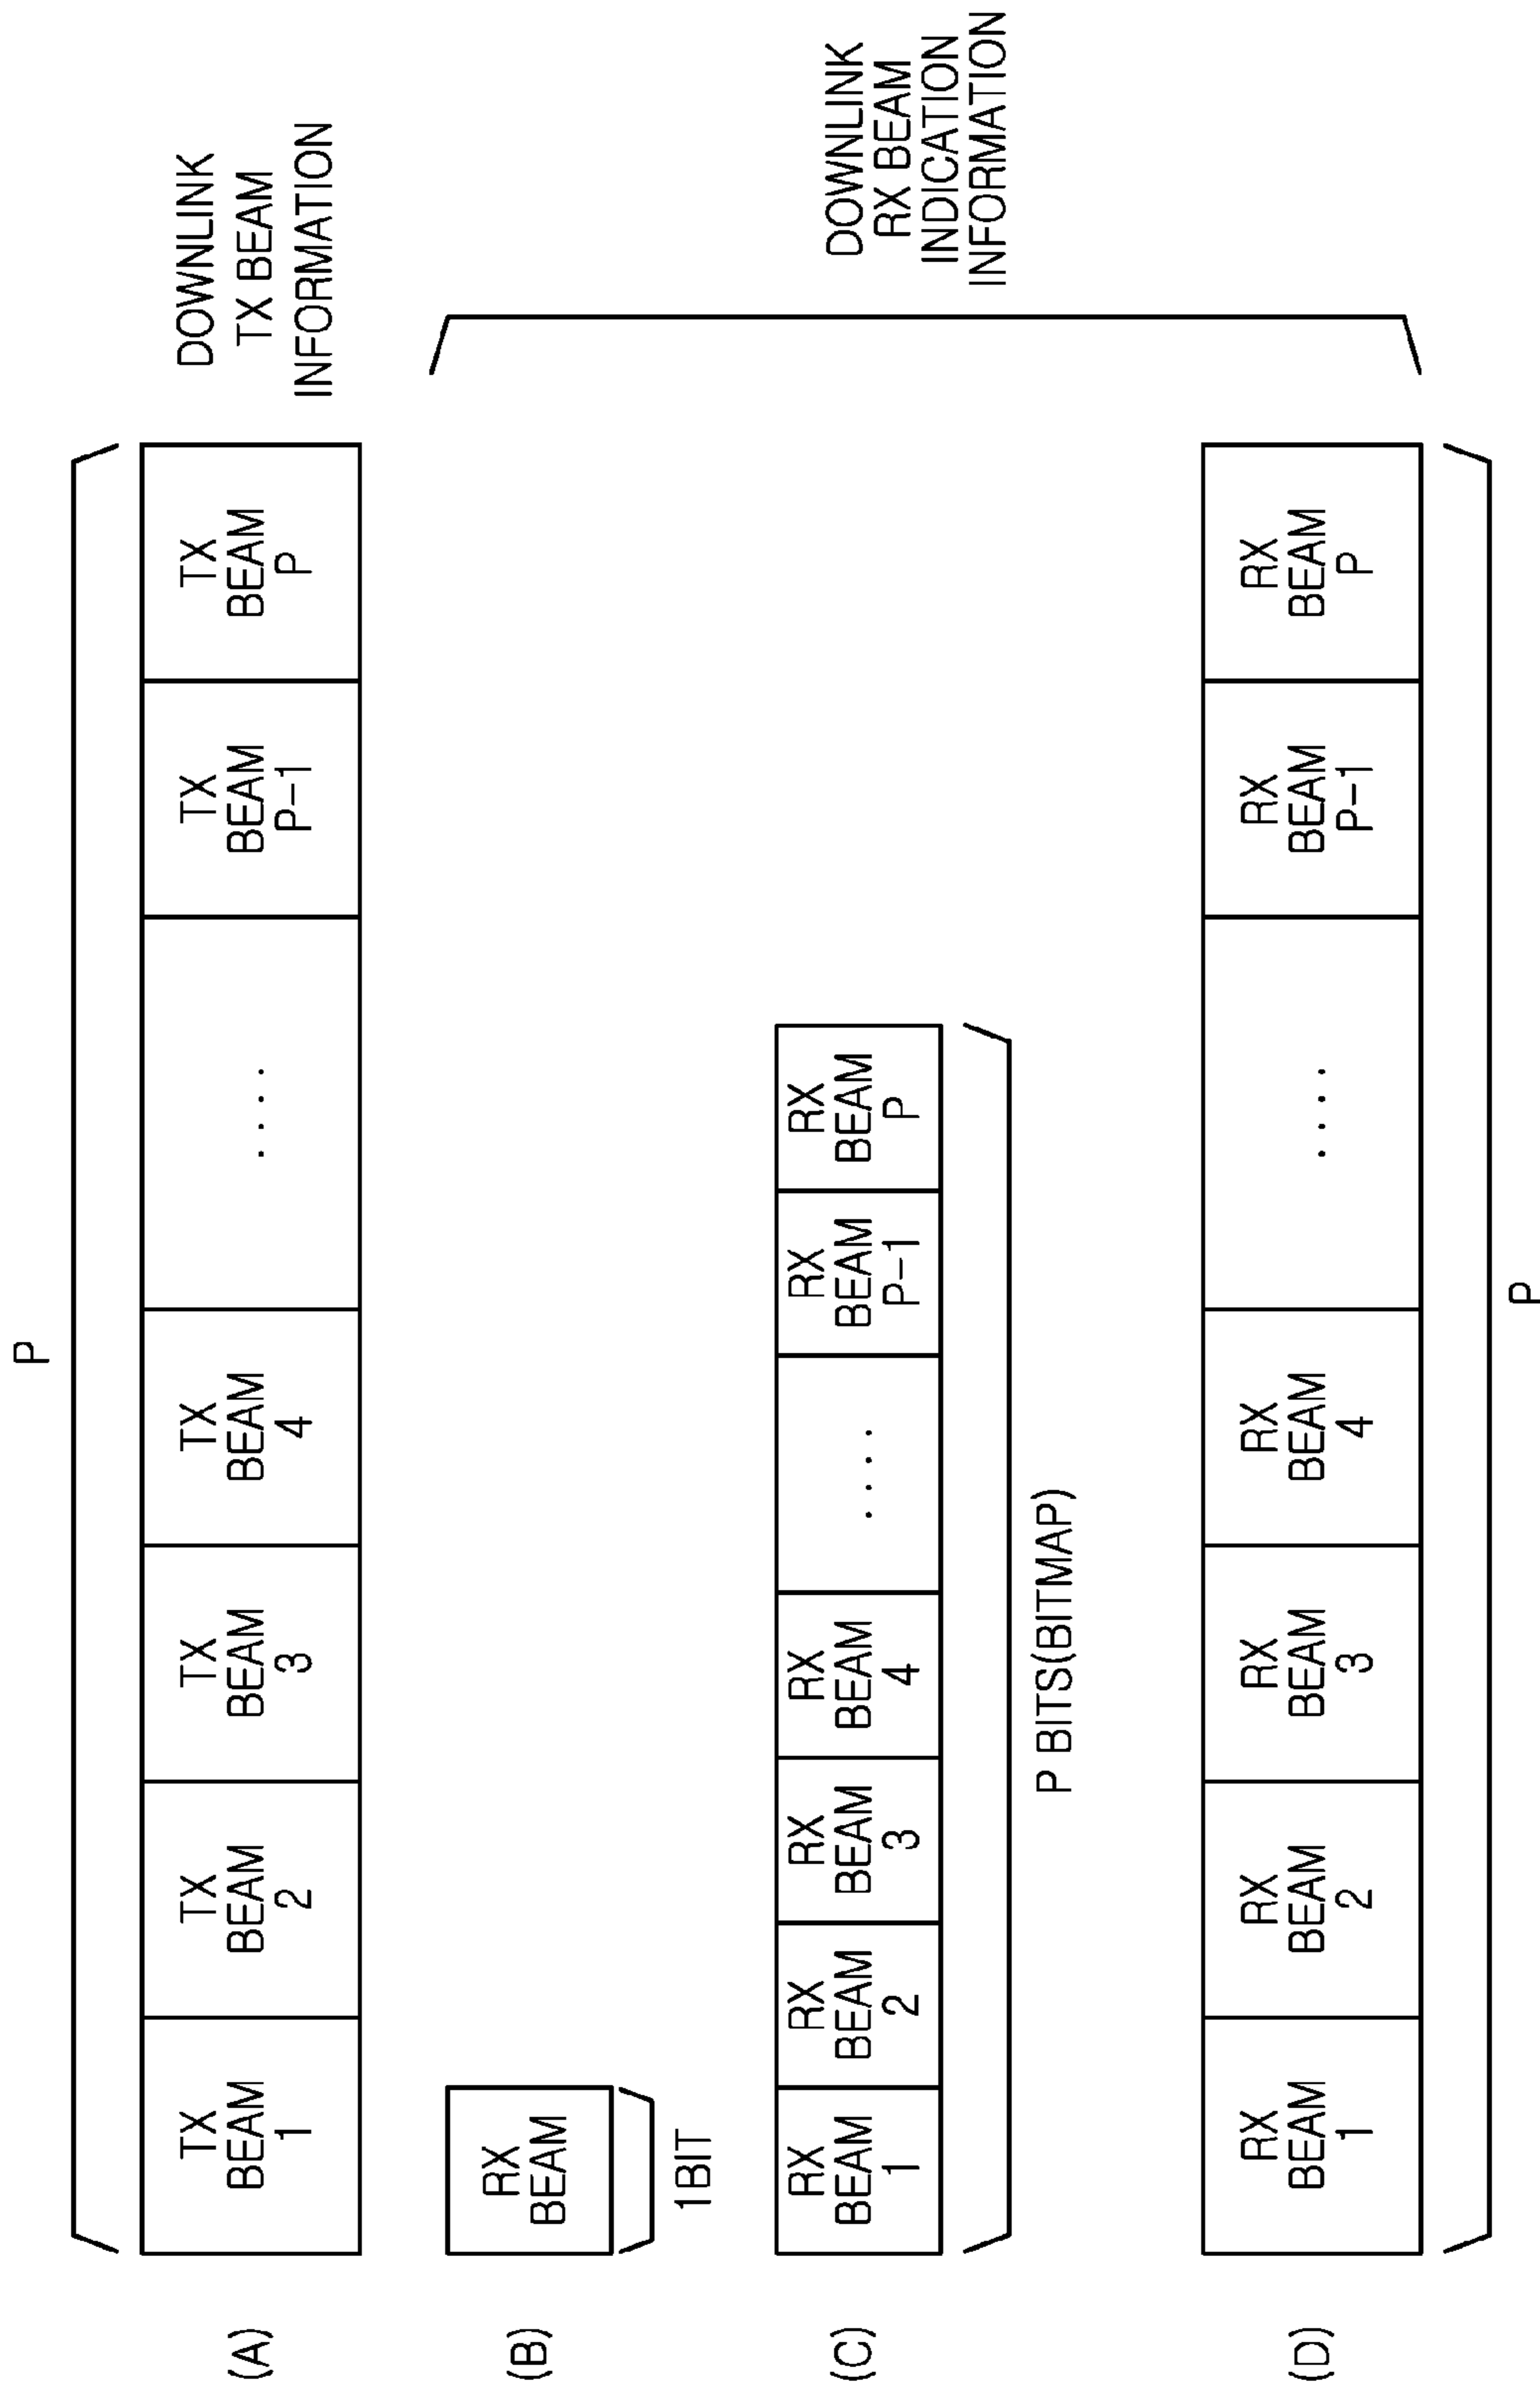 P
(A)
TX
BEAM
1
TX
BEAM
2
TX
BEAM
3
TX
BEAM
4
....
TX
BEAM
P-1
TX
BEAM
P
DOWNLINK
TX BEAM
INFORMATION
(B)
RX
BEAM
1BIT
(C)
RX
BEAM
1
RX
BEAM
2
RX
BEAM
3
RX
BEAM
4
....
RX
BEAM
P-1
RX
BEAM
P
P BITS(BITMAP)
DOWNLINK
RX BEAM
INDICATION
INFORMATION
(D)
RX
BEAM
1
RX
BEAM
2
RX
BEAM
3
RX
BEAM
4
....
RX
BEAM
P-1
RX
BEAM
P
P